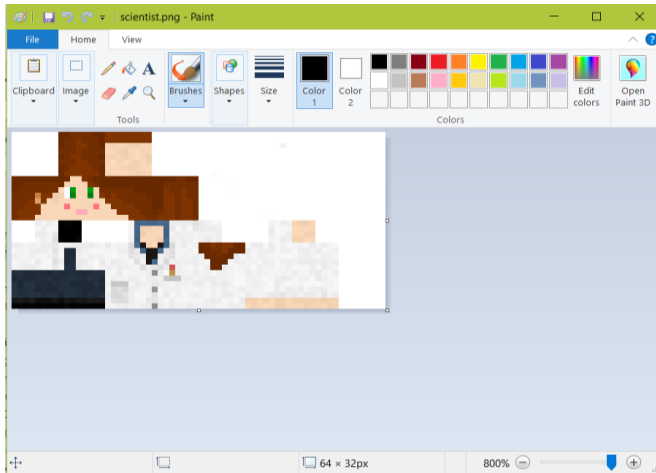 scientist.png - Paint
File Home View
Clipboard
Image
A
Tools
Brushes
Shapes
Size
Color
1
Color
2
Colors
Edit
colors
Open
Paint 3D
64 × 32px
800%